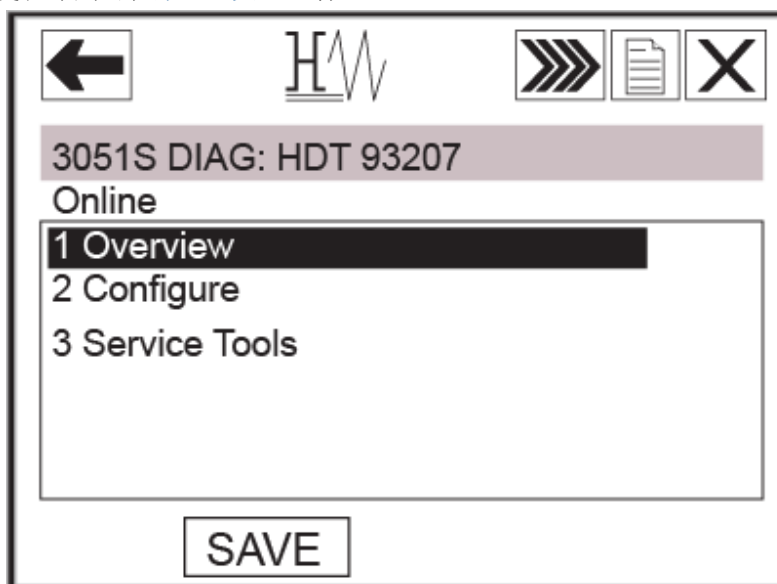 3051S DIAG: HDT 93207
Online
1 Overview
2 Configure
3 Service Tools
SAVE